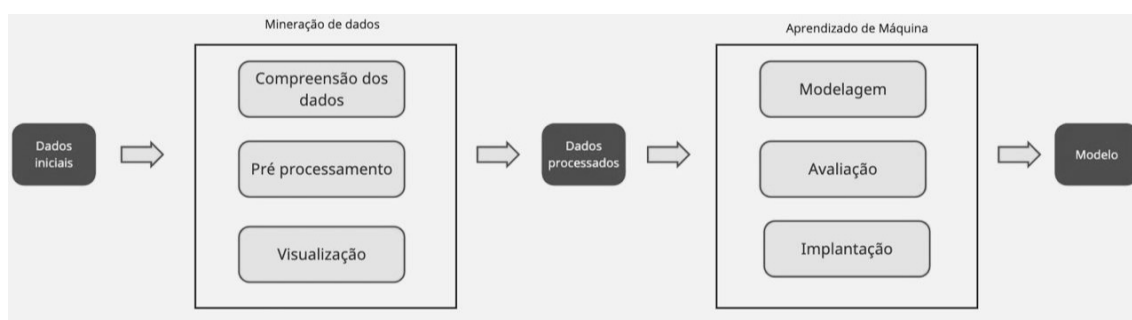 Mineração de dados
Aprendizado de Máquina
Dados
iniciais
Compreensão dos
dados
Pré processamento
Visualização
Dados
processados
Modelagem
Avaliação
Implantação
Modelo